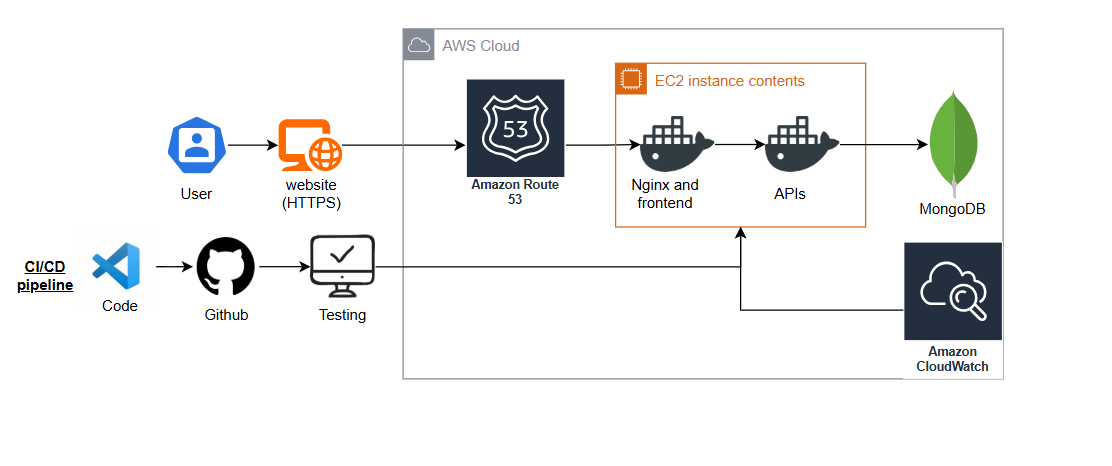 AWS Cloud
EC2 instance contents
53
User
website
(HTTPS)
Amazon Route
53
Nginx and
frontend
APIs
MongoDB
CI/CD
pipeline
Code
Github
Testing
Amazon
CloudWatch